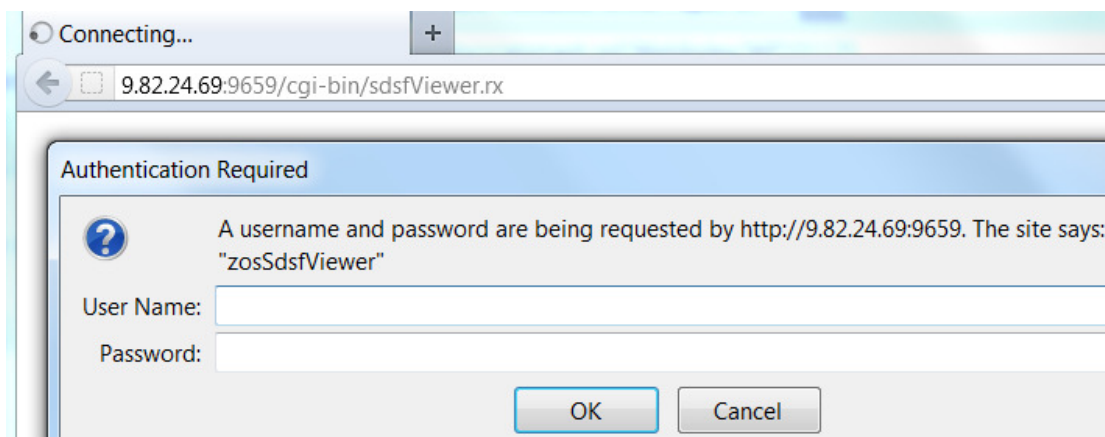 Connecting...
+
9.82.24.69:9659/cgi-bin/sdsfViewer.rx
Authentication Required
?
A username and password are being requested by http://9.82.24.69:9659. The site says:
"zosSdsfViewer"
User Name:
Password:
OK Cancel